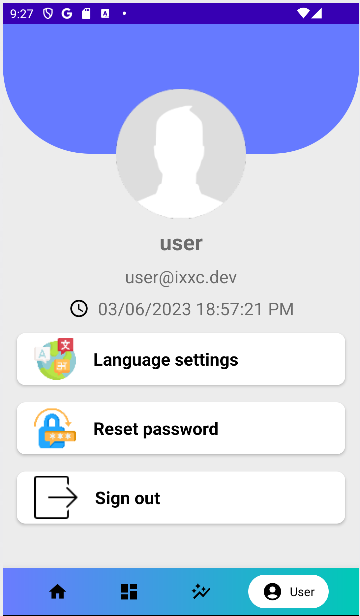 9:27
user
user@ixxc.dev
03/06/2023 18:57:21 PM
Language settings
Reset password
Sign out
User